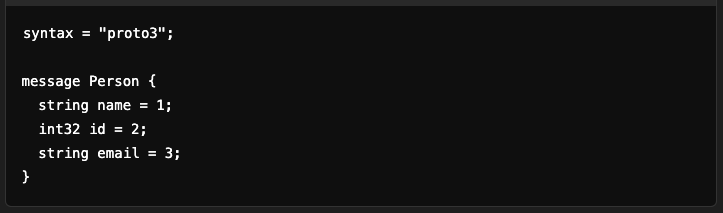 syntax = "proto3";

message Person {
  string name = 1;
  int32 id = 2;
  string email = 3;
}